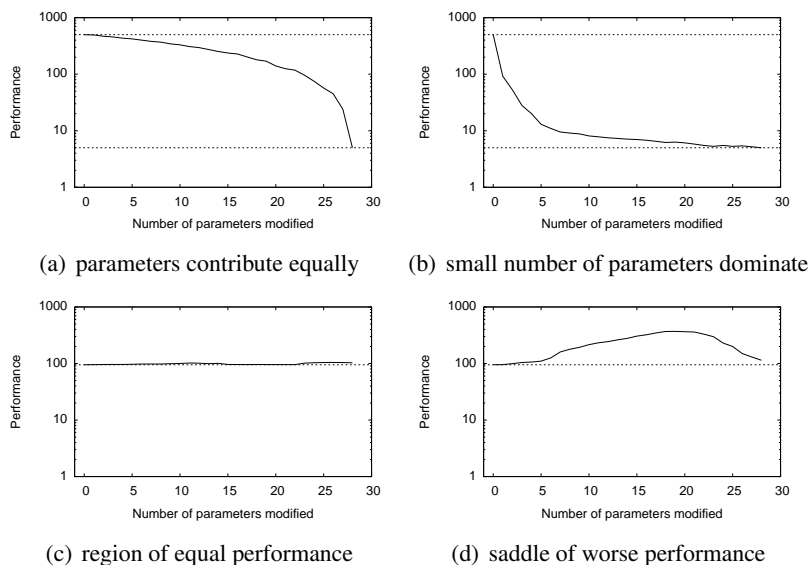 1000
100
10
1
Performance
0 5 10 15 20 25 30
Number of parameters modified
(a) parameters contribute equally
1000
100
10
1
Performance
0 5 10 15 20 25 30
Number of parameters modified
(b) small number of parameters dominate
1000
100
10
1
Performance
0 5 10 15 20 25 30
Number of parameters modified
(c) region of equal performance
1000
100
10
1
Performance
0 5 10 15 20 25 30
Number of parameters modified
(d) saddle of worse performance